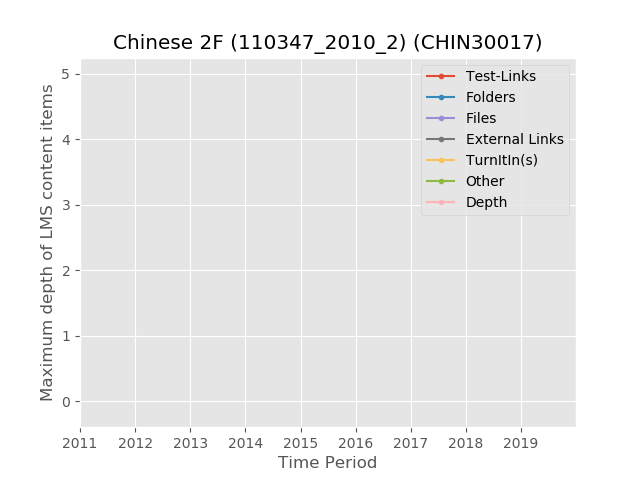 Chinese 2F (110347_2010_2) (CHIN30017)
Maximum depth of LMS content items
5
4
3
2
1
0
Test-Links
Folders
Files
External Links
TurnItIn(s)
Other
Depth
2011 2012 2013 2014 2015 2016 2017 2018 2019
Time Period